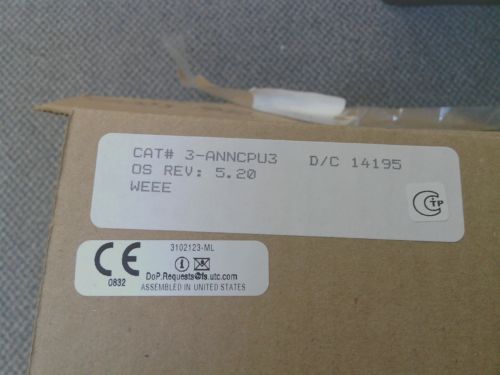 CAT# 3-ANNCPU3 D/C 14195
OS REV: 5.20
WEEE
CTP
CE
0832
3102123-ML
i
DoP.Requests@fs.utc.com
ASSEMBLED IN UNITED STATES